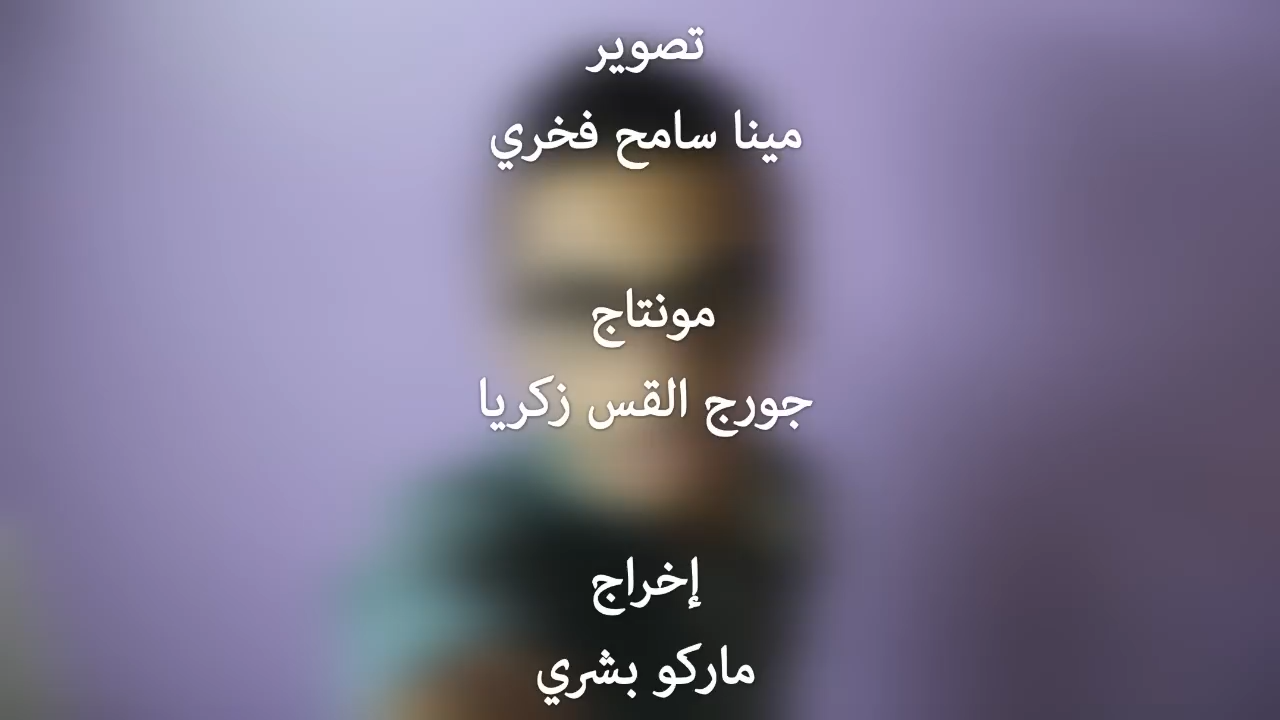 تصوير
مينا سامح فخري
مونتاج
جورج القس زكريا
إخراج
ماركو بشري